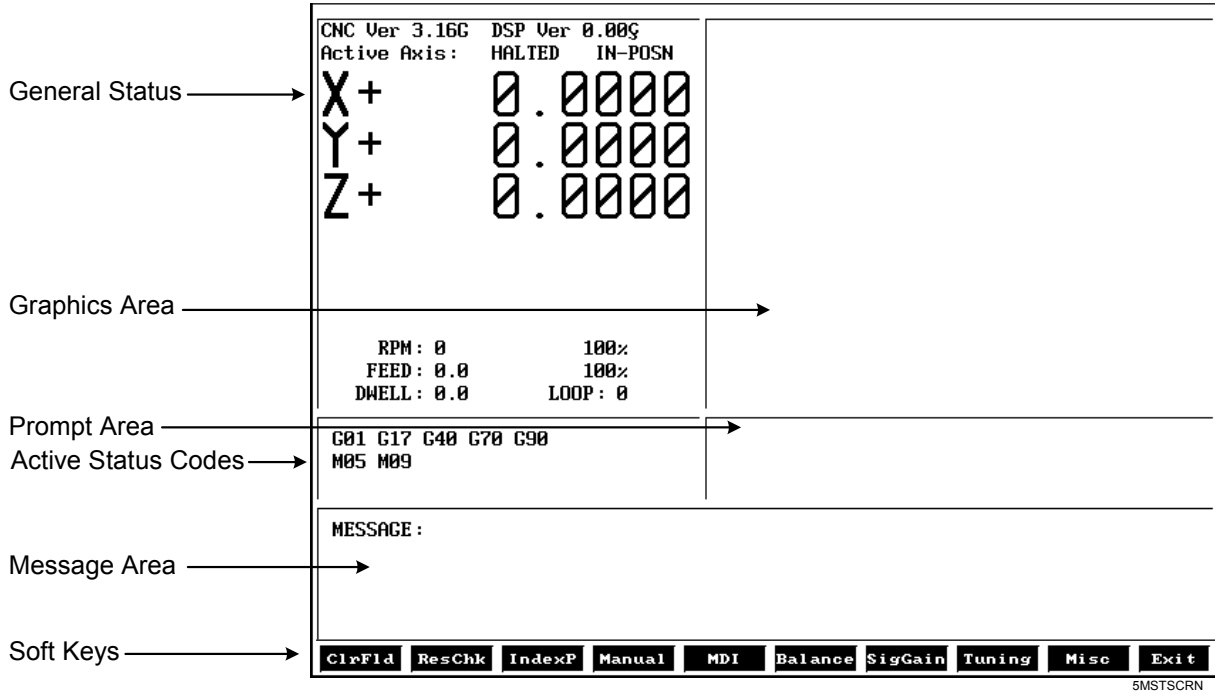 CNC Ver 3.16G DSP Ver 0.00Ç
Active Axis: HALTED IN-POSN
General Status
X+ 0.0000
Y+ 0.0000
Z+ 0.0000
Graphics Area
RPM: 0 100%
FEED: 0.0 100%
DWELL: 0.0 LOOP: 0
Prompt Area
G01 G17 G40 G70 G90
Active Status Codes
M05 M09
MESSAGE:
Message Area
Soft Keys
ClrFld ResChk IndexP Manual MDI Balance SigGain Tuning Misc Exit
5MSTSCRN